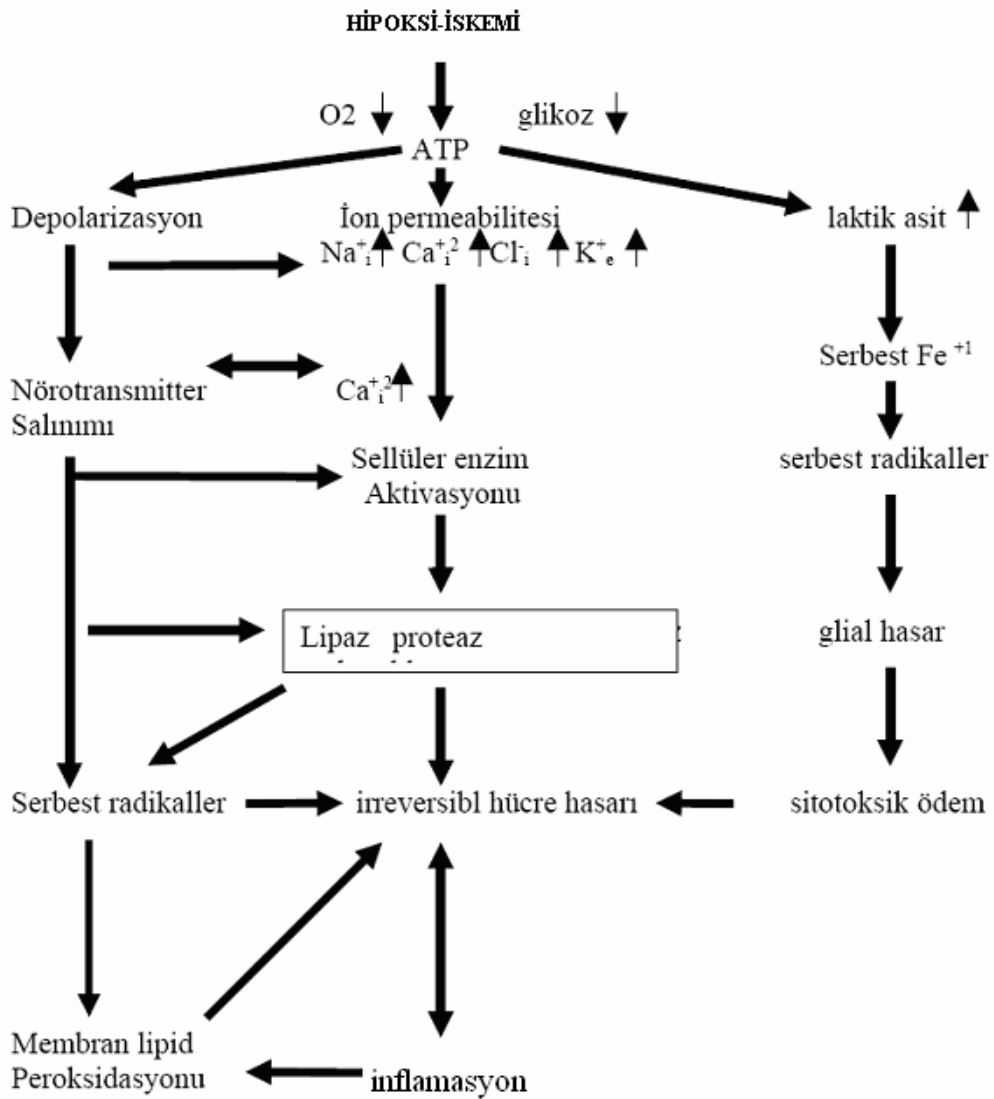 HİPOKSİ-İSKEMİ
O2 glikoz
ATP
Depolarizasyon İon permeabilitesi laktik asit
Na⁺ᵢ Ca⁺ᵢ² Cl⁻ᵢ K⁺ₑ
Serbest Fe ⁺¹
Nörotransmitter Ca⁺ᵢ²
Salınımı
Sellüler enzim serbest radikaller
Aktivasyonu
Lipaz proteaz glial hasar
Serbest radikaller irreversibl hücre hasarı sitotoksik ödem
Membran lipid
Peroksidasyonu inflamasyon